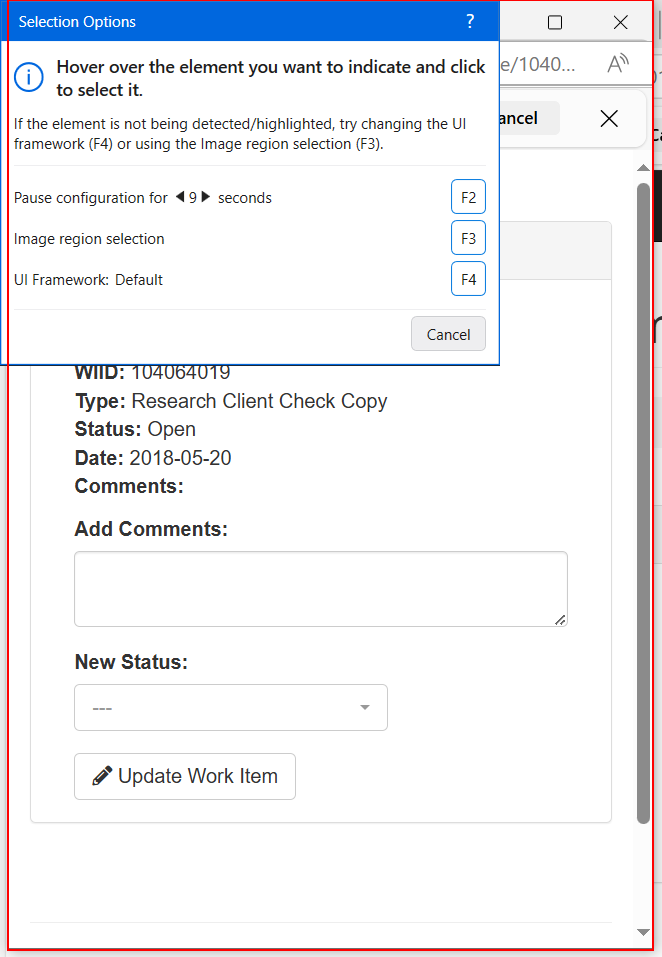 Selection Options ?
Hover over the element you want to indicate and click
to select it.
If the element is not being detected/highlighted, try changing the UI
framework (F4) or using the Image region selection (F3).
Pause configuration for 9 seconds F2
Image region selection F3
UI Framework: Default F4
Cancel
e/1040...
ancel
WIID: 104064019
Type: Research Client Check Copy
Status: Open
Date: 2018-05-20
Comments:
Add Comments:
New Status:
---
Update Work Item